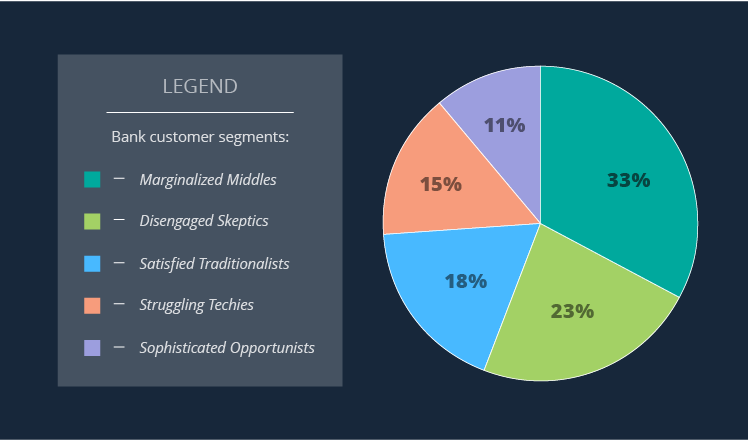 LEGEND
Bank customer segments:
— Marginalized Middles
— Disengaged Skeptics
— Satisfied Traditionalists
— Struggling Techies
— Sophisticated Opportunists
11%
33%
15%
18%
23%